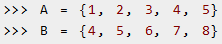 >>> A = {1, 2, 3, 4, 5}
>>> B = {4, 5, 6, 7, 8}